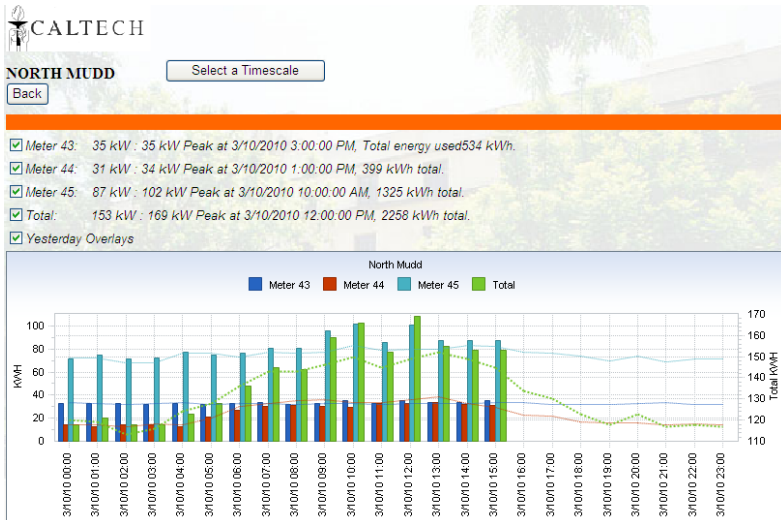 CALTECH
NORTH MUDD
Select a Timescale
Back
Meter 43: 35 kW : 35 kW Peak at 3/10/2010 3:00:00 PM, Total energy used534 kWh.
Meter 44: 31 kW : 34 kW Peak at 3/10/2010 1:00:00 PM, 399 kWh total.
Meter 45: 87 kW : 102 kW Peak at 3/10/2010 10:00:00 AM, 1325 kWh total.
Total: 153 kW : 169 kW Peak at 3/10/2010 12:00:00 PM, 2258 kWh total.
Yesterday Overlays
North Mudd
Meter 43 Meter 44 Meter 45 Total
KWH
100
80
60
40
20
0
170
160
150
140
130
120
110
Total KWH
3/10/10 00:00
3/10/10 01:00
3/10/10 02:00
3/10/10 03:00
3/10/10 04:00
3/10/10 05:00
3/10/10 06:00
3/10/10 07:00
3/10/10 08:00
3/10/10 09:00
3/10/10 10:00
3/10/10 11:00
3/10/10 12:00
3/10/10 13:00
3/10/10 14:00
3/10/10 15:00
3/10/10 16:00
3/10/10 17:00
3/10/10 18:00
3/10/10 19:00
3/10/10 20:00
3/10/10 21:00
3/10/10 22:00
3/10/10 23:00